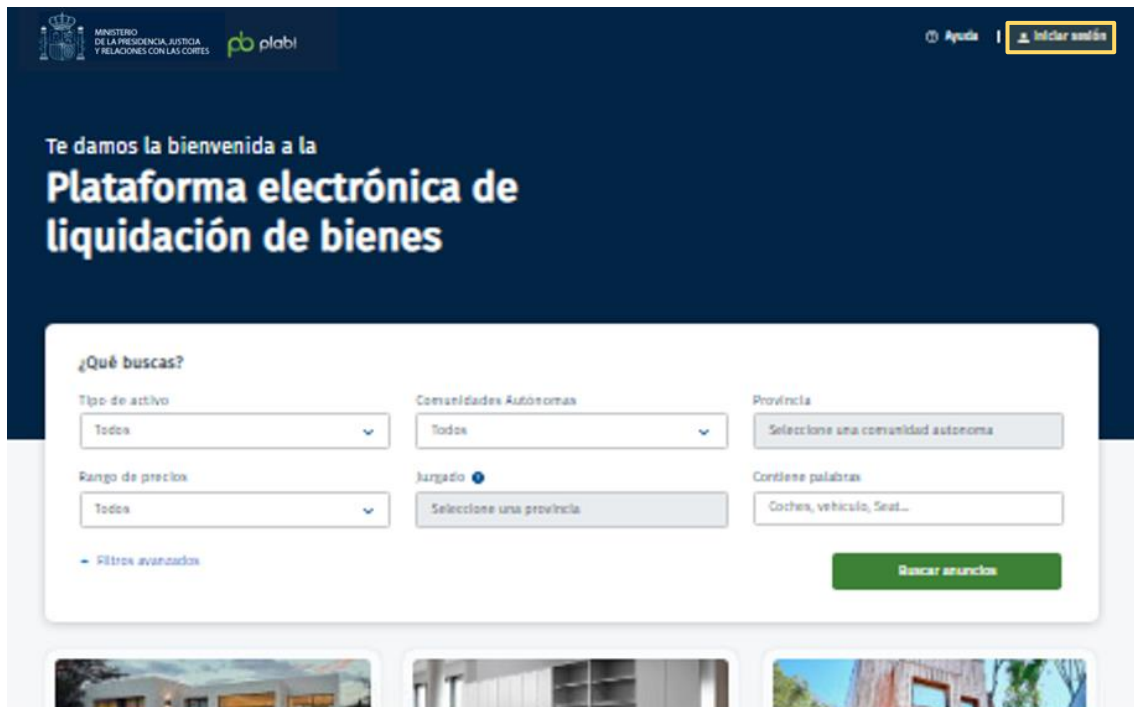 MINISTERIO
DE LA PRESIDENCIA, JUSTICIA
Y RELACIONES CON LAS CORTES
pb plabi
Ayuda | Iniciar sesión
Te damos la bienvenida a la
Plataforma electrónica de
liquidación de bienes
¿Qué buscas?
Tipo de activo
Comunidades Autónomas
Provincia
Todos
Todos
Seleccione una comunidad autonoma
Rango de precios
Juzgado
Contiene palabras
Todos
Seleccione una provincia
Coches, vehículo, Seat...
Filtros avanzados
Buscar anuncios